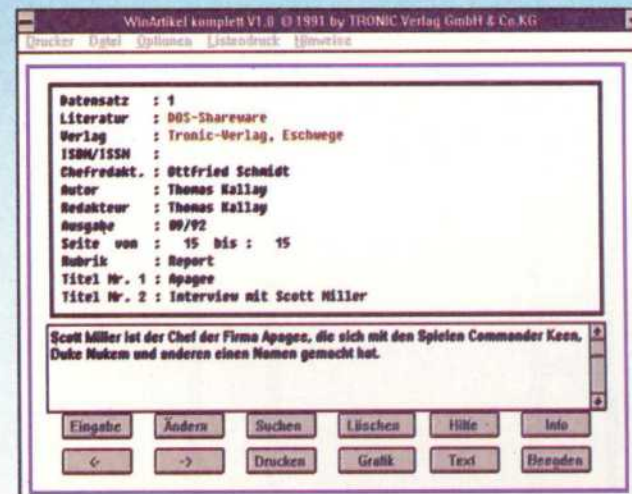 WinArtikel komplett V1.0 © 1991 by TRONIC Verlag GmbH & Co.KG
Drucker Datei Optionen Listendruck Hinweise
Datensatz : 1
Literatur : DOS-Shareware
Verlag : Tronic-Verlag, Eschwege
ISBN/ISSN :
Chefredakt. : Ottfried Schmidt
Autor : Thomas Kallay
Redakteur : Thomas Kallay
Ausgabe : 09/92
Seite von : 15 bis : 15
Rubrik : Report
Titel Nr. 1 : Apagee
Titel Nr. 2 : Interview mit Scott Miller
Scott Miller ist der Chef der Firma Apagee, die sich mit den Spielen Commander Keen,
Duke Nukem und anderen einen Namen gemacht hat.
Eingabe Ändern Suchen Löschen Hilfe Info
<- -> Drucken Grafik Text Beenden